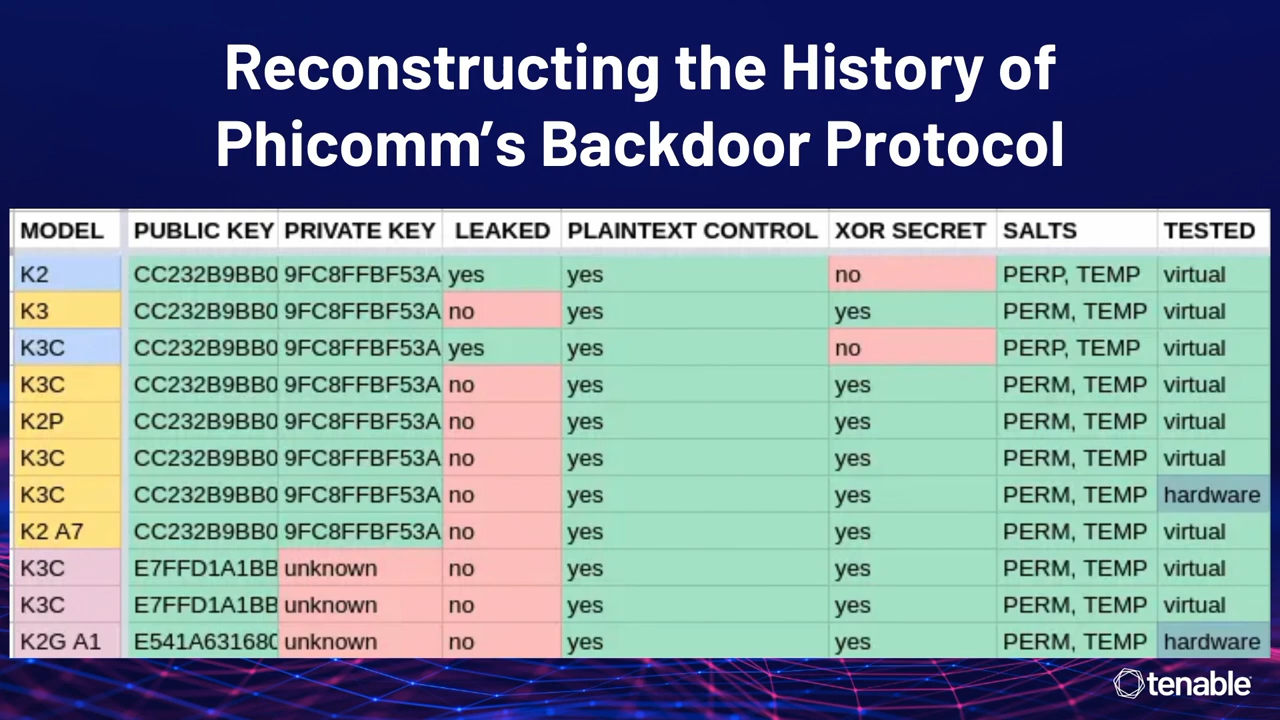 Reconstructing the History of
Phicomm’s Backdoor Protocol
MODEL PUBLIC KEY PRIVATE KEY LEAKED PLAINTEXT CONTROL XOR SECRET SALTS TESTED
K2 CC232B9BB0 9FC8FFBF53A yes yes no PERP, TEMP virtual
K3 CC232B9BB0 9FC8FFBF53A no yes yes PERM, TEMP virtual
K3C CC232B9BB0 9FC8FFBF53A yes yes no PERP, TEMP virtual
K3C CC232B9BB0 9FC8FFBF53A no yes yes PERM, TEMP virtual
K2P CC232B9BB0 9FC8FFBF53A no yes yes PERM, TEMP virtual
K3C CC232B9BB0 9FC8FFBF53A no yes yes PERM, TEMP virtual
K3C CC232B9BB0 9FC8FFBF53A no yes yes PERM, TEMP hardware
K2 A7 CC232B9BB0 9FC8FFBF53A no yes yes PERM, TEMP virtual
K3C E7FFD1A1BB unknown no yes yes PERM, TEMP virtual
K3C E7FFD1A1BB unknown no yes yes PERM, TEMP virtual
K2G A1 E541A631680 unknown no yes yes PERM, TEMP hardware
tenable